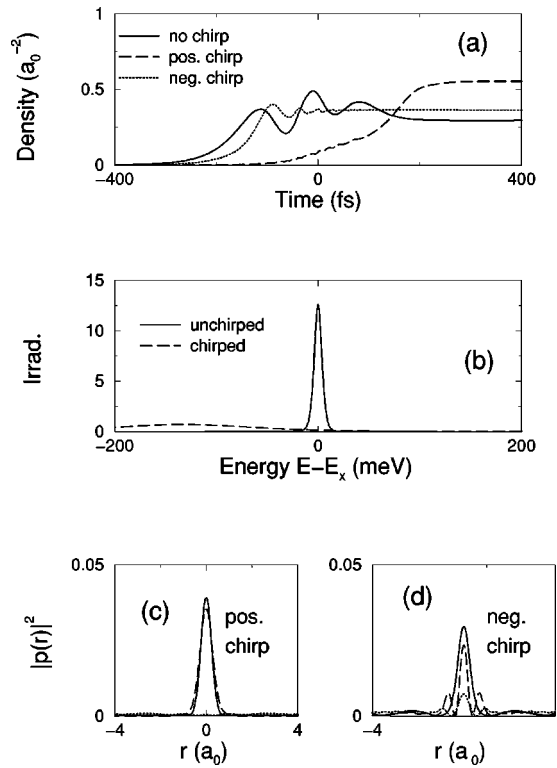 Density (a₀⁻²)
1
0.5
0
no chirp
pos. chirp
neg. chirp
(a)
−400 −200 0 200 400
Time (fs)
Irrad.
15
10
5
0
unchirped
chirped
(b)
−200 0 200
Energy E−Eₓ (meV)
|p(r)|²
0.05
0
(c) pos.
chirp
−4 0 4
r (a₀)
0.05
0
(d) neg.
chirp
−4
r (a₀)